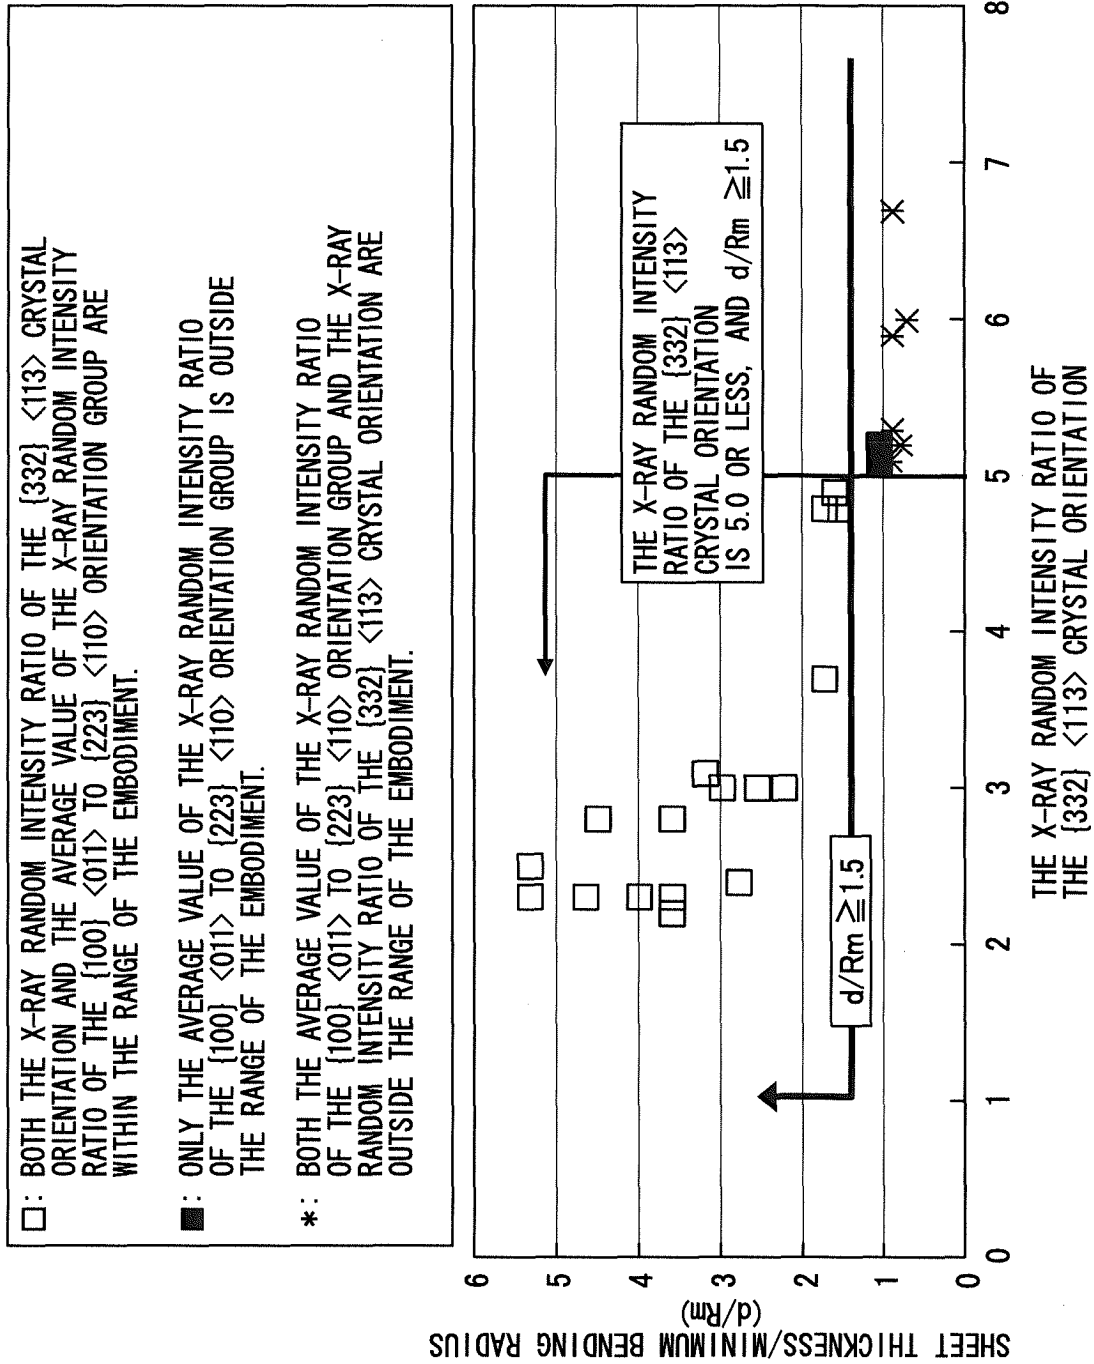 □: BOTH THE X-RAY RANDOM INTENSITY RATIO OF THE {332} <113> CRYSTAL
ORIENTATION AND THE AVERAGE VALUE OF THE X-RAY RANDOM INTENSITY
RATIO OF THE {100} <011> TO {223} <110> ORIENTATION GROUP ARE
WITHIN THE RANGE OF THE EMBODIMENT.
■: ONLY THE AVERAGE VALUE OF THE X-RAY RANDOM INTENSITY RATIO
OF THE {100} <011> TO {223} <110> ORIENTATION GROUP IS OUTSIDE
THE RANGE OF THE EMBODIMENT.
*: BOTH THE AVERAGE VALUE OF THE X-RAY RANDOM INTENSITY RATIO
OF THE {100} <011> TO {223} <110> ORIENTATION GROUP AND THE X-RAY
RANDOM INTENSITY RATIO OF THE {332} <113> CRYSTAL ORIENTATION ARE
OUTSIDE THE RANGE OF THE EMBODIMENT.
SHEET THICKNESS/MINIMUM BENDING RADIUS
(d/Rm)
6
5
4
3
2
1
0
THE X-RAY RANDOM INTENSITY
RATIO OF THE {332} <113>
CRYSTAL ORIENTATION
IS 5.0 OR LESS, AND d/Rm ≧1.5
d/Rm ≧1.5
0
1
2
3
4
5
6
7
8
THE X-RAY RANDOM INTENSITY RATIO OF
THE {332} <113> CRYSTAL ORIENTATION